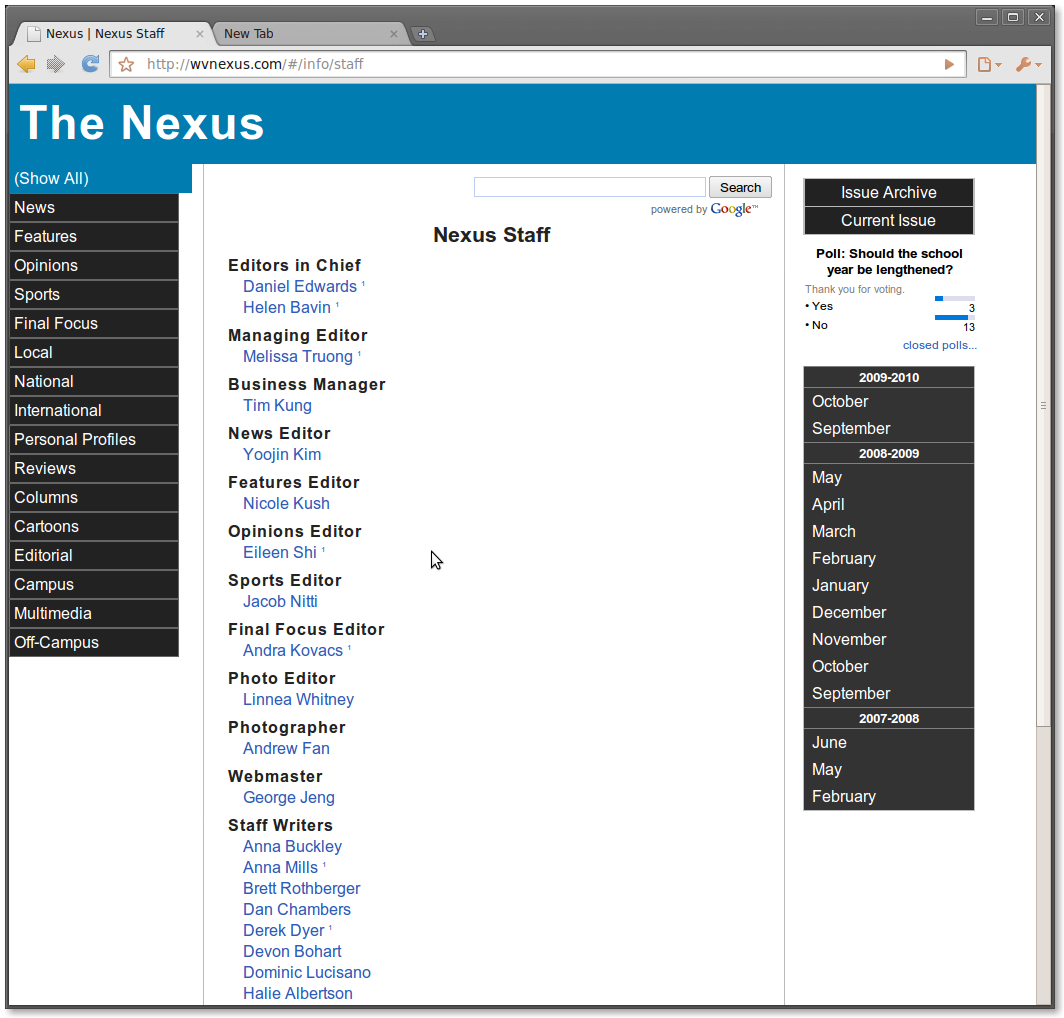 Nexus | Nexus Staff
New Tab
http://wvnexus.com/#/info/staff
The Nexus
(Show All)
News
Features
Opinions
Sports
Final Focus
Local
National
International
Personal Profiles
Reviews
Columns
Cartoons
Editorial
Campus
Multimedia
Off-Campus
Search
powered by Google™
Nexus Staff
Editors in Chief
Daniel Edwards ¹
Helen Bavin ¹
Managing Editor
Melissa Truong ¹
Business Manager
Tim Kung
News Editor
Yoojin Kim
Features Editor
Nicole Kush
Opinions Editor
Eileen Shi ¹
Sports Editor
Jacob Nitti
Final Focus Editor
Andra Kovacs ¹
Photo Editor
Linnea Whitney
Photographer
Andrew Fan
Webmaster
George Jeng
Staff Writers
Anna Buckley
Anna Mills ¹
Brett Rothberger
Dan Chambers
Derek Dyer ¹
Devon Bohart
Dominic Lucisano
Halie Albertson
Issue Archive
Current Issue
Poll: Should the school
year be lengthened?
Thank you for voting.
• Yes
3
• No
13
closed polls...
2009-2010
October
September
2008-2009
May
April
March
February
January
December
November
October
September
2007-2008
June
May
February